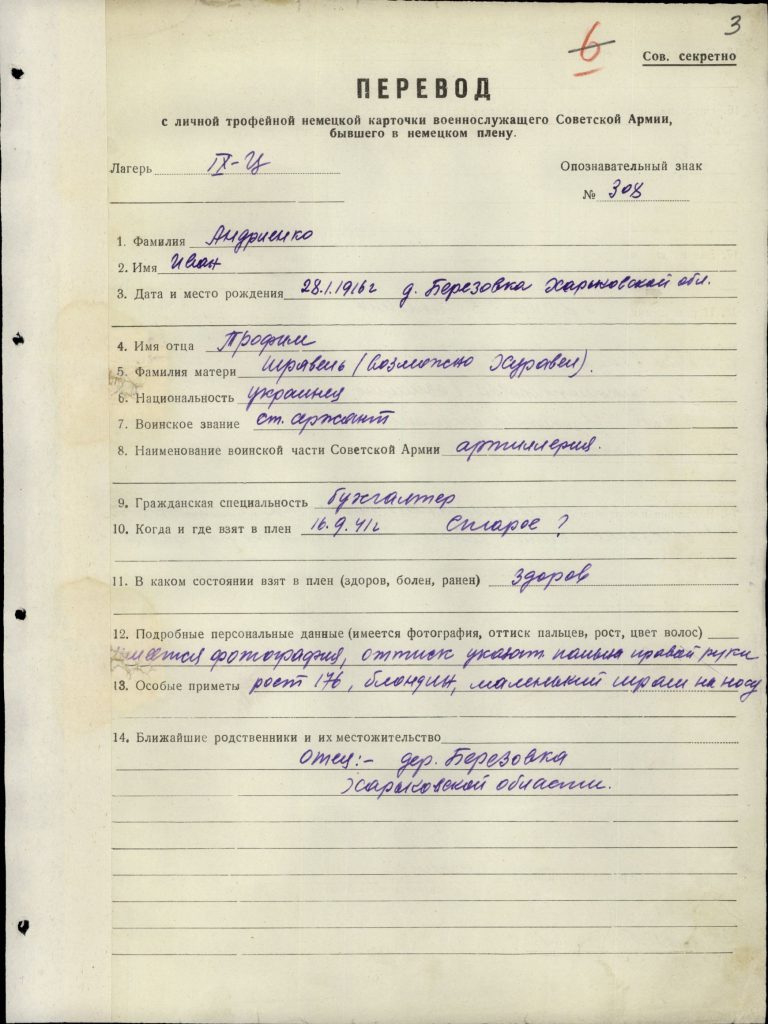 3
6
Сов. секретно
ПЕРЕВОД
с личной трофейной немецкой карточки военнослужащего Советской Армии,
бывшего в немецком плену.
Лагерь IX-Ц
Опознавательный знак
№ 308
1. Фамилия Андриенко
2. Имя Иван
3. Дата и место рождения 28.1.1916г д. Березовка Харьковской обл.
4. Имя отца Трофим
5. Фамилия матери Шравель (возможно Журавел).
6. Национальность украинец
7. Воинское звание ст. сержант
8. Наименование воинской части Советской Армии артиллерия.
9. Гражданская специальность бухгалтер
10. Когда и где взят в плен 16.9.41г ?
11. В каком состоянии взят в плен (здоров, болен, ранен) здоров
12. Подробные персональные данные (имеется фотография, оттиск пальцев, рост, цвет волос)
имеется фотография, оттиск указат. пальца правой руки
13. Особые приметы рост 176, блондин, маленький шрам на носу
14. Ближайшие родственники и их местожительство
отец:- дер. Березовка
Харьковской области.